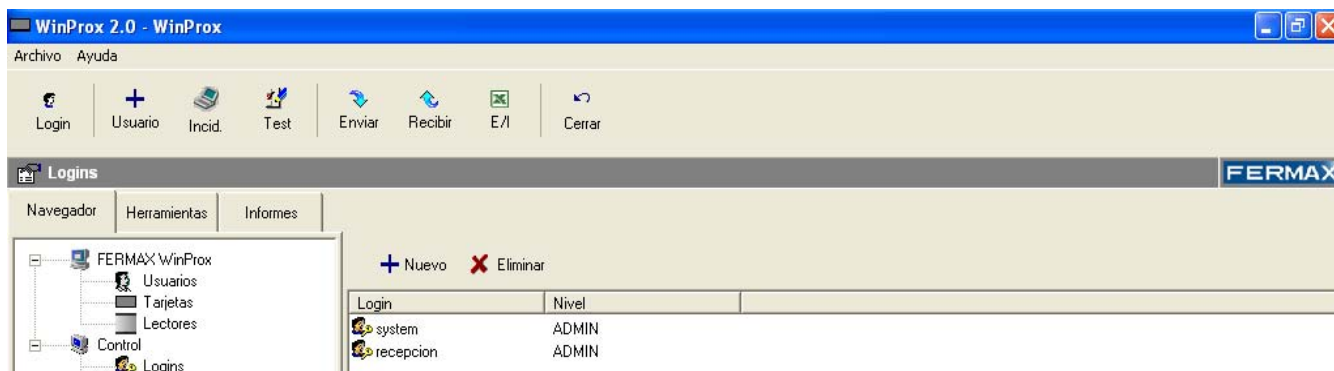 WinProx 2.0 - WinProx
Archivo Ayuda
Login Usuario Incid. Test Enviar Recibir E/I Cerrar
Logins FERMAX
Navegador Herramientas Informes
FERMAX WinProx
Nuevo Eliminar
Usuarios
Tarjetas
Login Nivel
Lectores
system ADMIN
Control
recepcion ADMIN
Logins